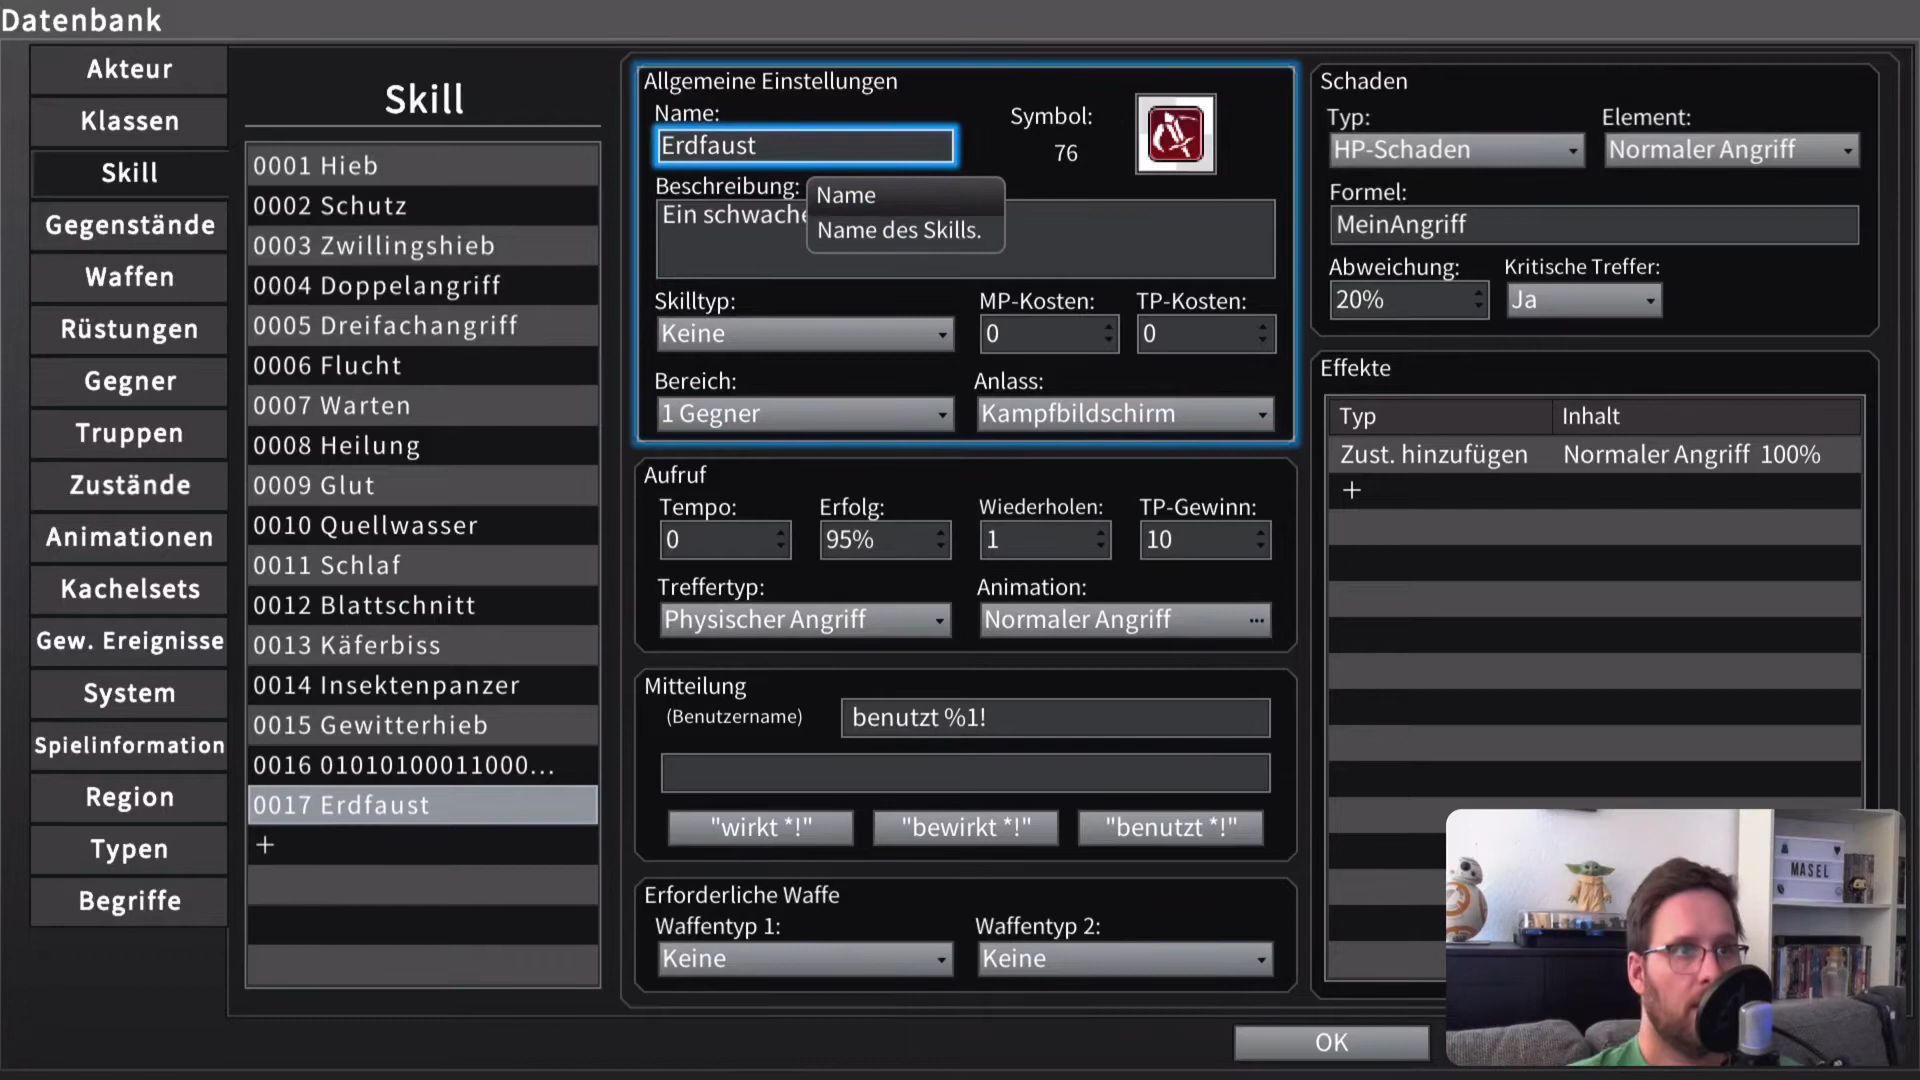 Datenbank
Akteur
Klassen
Skill
Gegenstände
Waffen
Rüstungen
Gegner
Truppen
Zustände
Animationen
Kachelsets
Gew. Ereignisse
System
Spielinformation
Region
Typen
Begriffe
Skill
0001 Hieb
0002 Schutz
0003 Zwillingshieb
0004 Doppelangriff
0005 Dreifachangriff
0006 Flucht
0007 Warten
0008 Heilung
0009 Glut
0010 Quellwasser
0011 Schlaf
0012 Blattschnitt
0013 Käferbiss
0014 Insektenpanzer
0015 Gewitterhieb
0016 01010100011000...
0017 Erdfaust
+
Allgemeine Einstellungen
Name:
Erdfaust
Symbol:
76
Beschreibung:
Ein schwache
Name
Name des Skills.
Skilltyp:
Keine
MP-Kosten:
0
TP-Kosten:
0
Bereich:
1 Gegner
Anlass:
Kampfbildschirm
Aufruf
Tempo:
0
Erfolg:
95%
Wiederholen:
1
TP-Gewinn:
10
Treffertyp:
Physischer Angriff
Animation:
Normaler Angriff ...
Mitteilung
(Benutzername)
benutzt %1!
"wirkt *!"
"bewirkt *!"
"benutzt *!"
Erforderliche Waffe
Waffentyp 1:
Keine
Waffentyp 2:
Keine
Schaden
Typ:
HP-Schaden
Element:
Normaler Angriff
Formel:
MeinAngriff
Abweichung:
20%
Kritische Treffer:
Ja
Effekte
Typ Inhalt
Zust. hinzufügen Normaler Angriff 100%
+
MASEL
OK